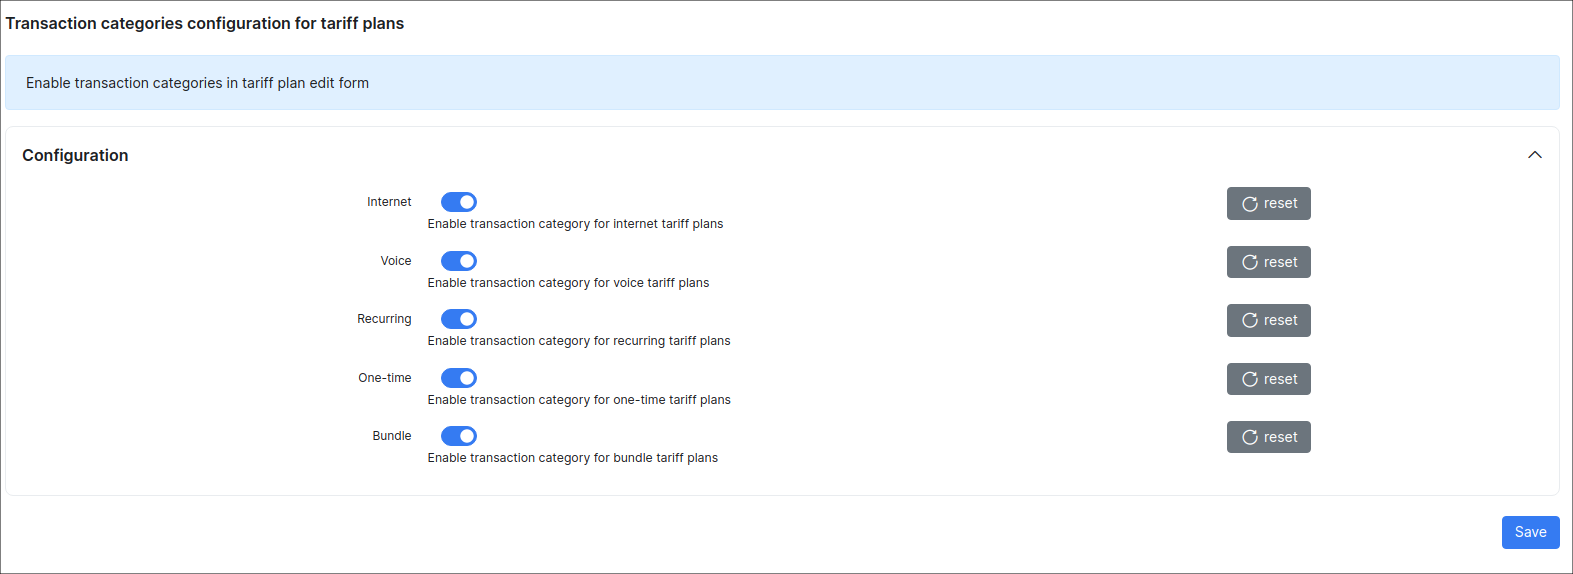 Transaction categories configuration for tariff plans
Enable transaction categories in tariff plan edit form
Configuration
Internet
Enable transaction category for internet tariff plans
reset
Voice
Enable transaction category for voice tariff plans
reset
Recurring
Enable transaction category for recurring tariff plans
reset
One-time
Enable transaction category for one-time tariff plans
reset
Bundle
Enable transaction category for bundle tariff plans
reset
Save